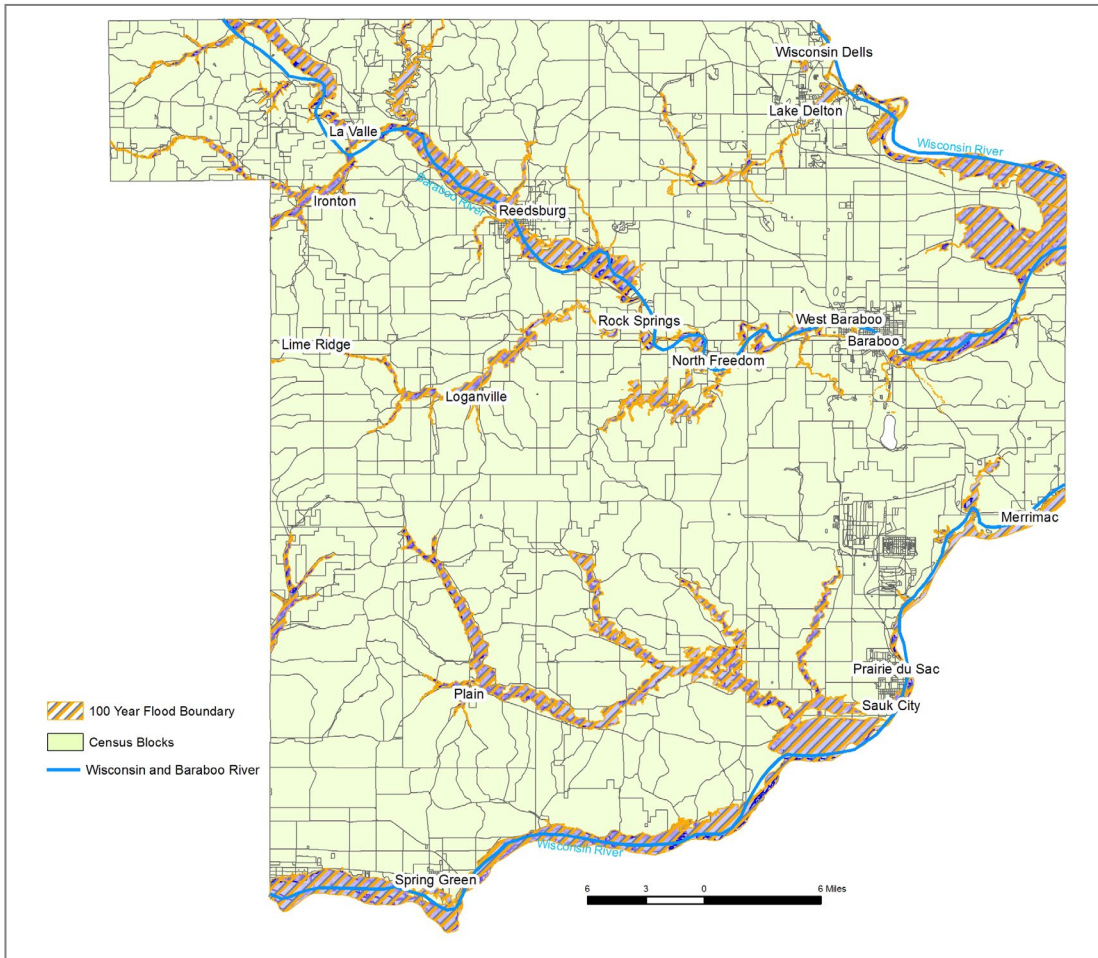 Wisconsin Dells
Lake Delton
La Valle
Wisconsin River
Baraboo River
Ironton
Reedsburg
Rock Springs
West Baraboo
Baraboo
Lime Ridge
North Freedom
Loganville
Merrimac
Prairie du Sac
Plain
Sauk City
100 Year Flood Boundary
Census Blocks
Wisconsin and Baraboo River
Wisconsin River
Spring Green
6 3 0 6 Miles